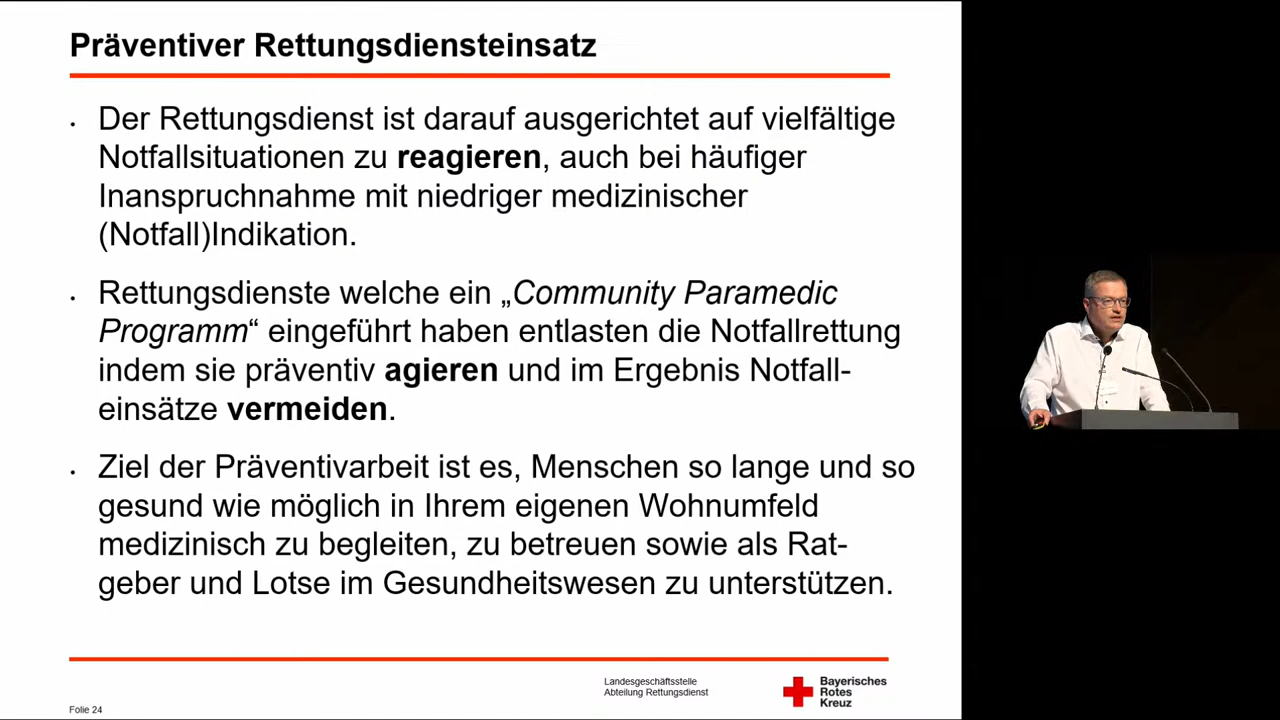 Präventiver Rettungsdiensteinsatz
• Der Rettungsdienst ist darauf ausgerichtet auf vielfältige
Notfallsituationen zu reagieren, auch bei häufiger
Inanspruchnahme mit niedriger medizinischer
(Notfall)Indikation.
• Rettungsdienste welche ein „Community Paramedic
Programm“ eingeführt haben entlasten die Notfallrettung
indem sie präventiv agieren und im Ergebnis Notfall-
einsätze vermeiden.
• Ziel der Präventivarbeit ist es, Menschen so lange und so
gesund wie möglich in Ihrem eigenen Wohnumfeld
medizinisch zu begleiten, zu betreuen sowie als Rat-
geber und Lotse im Gesundheitswesen zu unterstützen.
Landesgeschäftsstelle
Abteilung Rettungsdienst
Bayerisches
Rotes
Kreuz
Folie 24